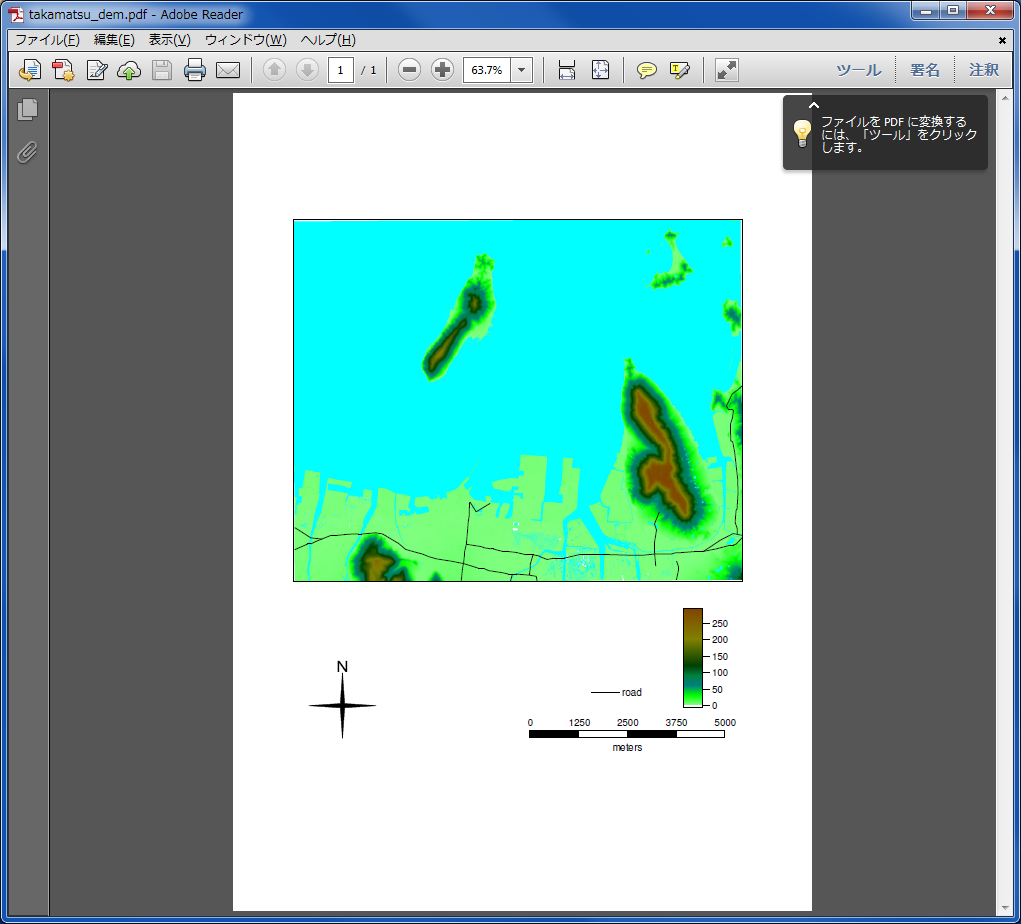 takamatsu_dem.pdf - Adobe Reader
ファイル(F) 編集(E) 表示(V) ウィンドウ(W) ヘルプ(H)
1 / 1 63.7% ツール 署名 注釈
ファイルを PDF に変換する
には、「ツール」をクリック
します。
250
200
150
100
50
0
N
road
0 1250 2500 3750 5000
meters